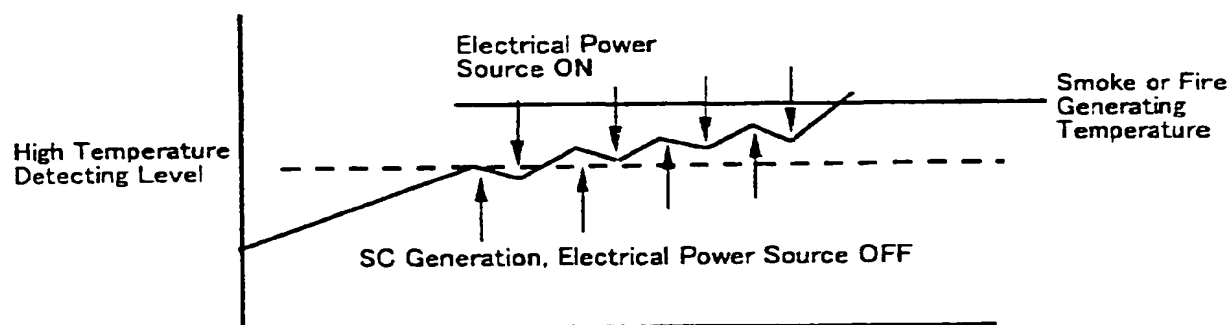 Electrical Power
Source ON
Smoke or Fire
Generating
Temperature
High Temperature
Detecting Level
SC Generation, Electrical Power Source OFF